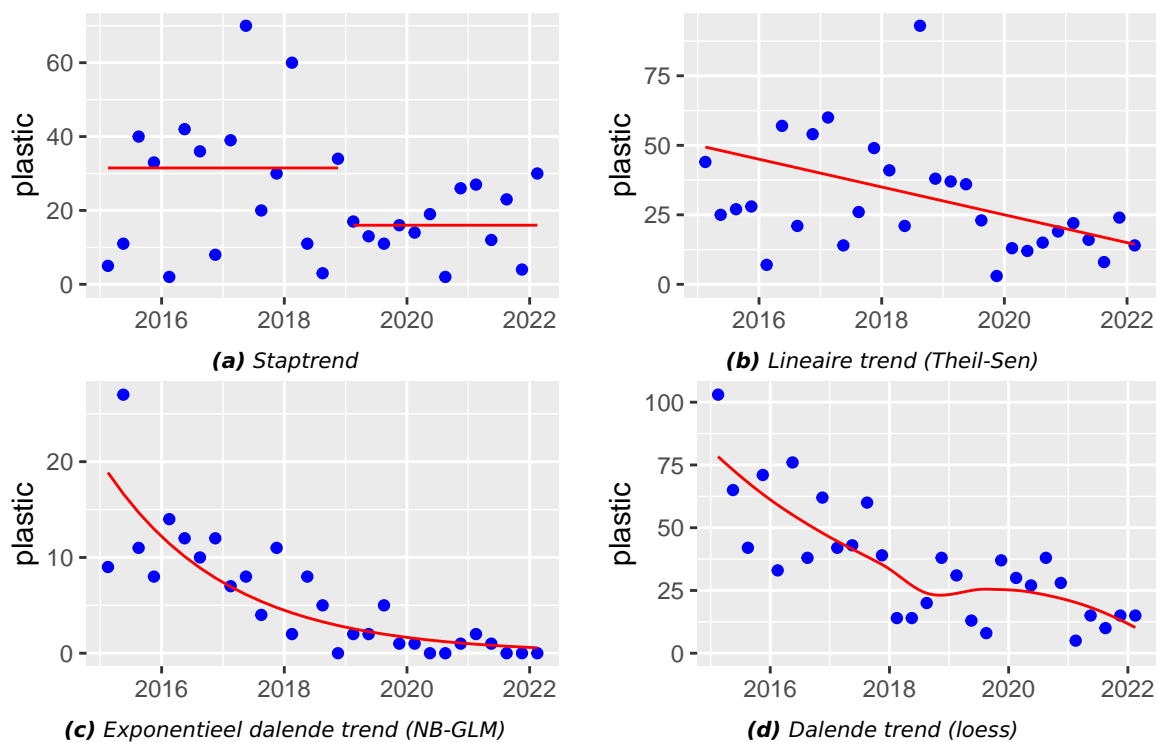 60
40
20
0
plastic
2016 2018 2020 2022
(a) Staptrend
75
50
25
0
plastic
2016 2018 2020 2022
(b) Lineaire trend (Theil-Sen)
20
10
0
plastic
2016 2018 2020 2022
(c) Exponentieel dalende trend (NB-GLM)
100
75
50
25
0
plastic
2016 2018 2020 2022
(d) Dalende trend (loess)